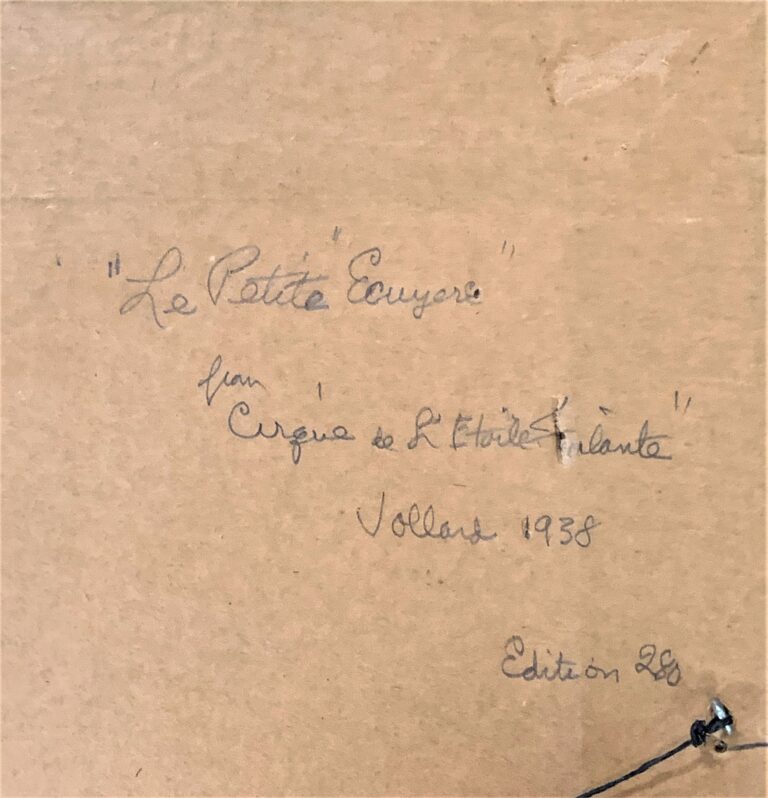 "Le Petite" Ecuyere"
from
Cirque de L'Etoile Filante"
Vollard 1938
Edition 280